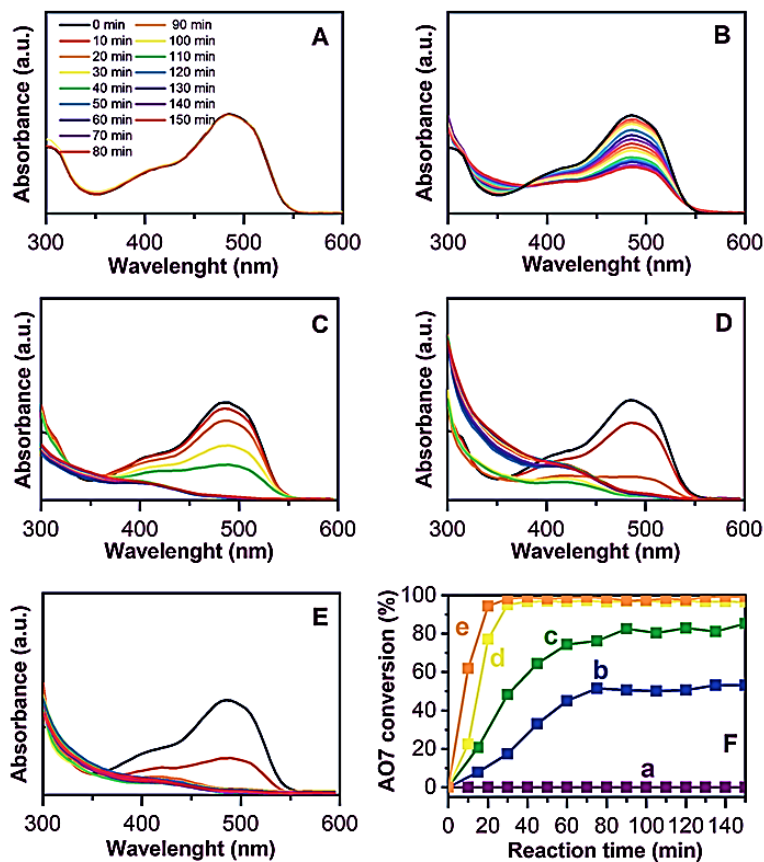 A
0 min 90 min
10 min 100 min
20 min 110 min
30 min 120 min
40 min 130 min
50 min 140 min
60 min 150 min
70 min
80 min
Absorbance (a.u.)
300 400 500 600
Wavelenght (nm)
B
Absorbance (a.u.)
300 400 500 600
Wavelenght (nm)
C
Absorbance (a.u.)
300 400 500 600
Wavelenght (nm)
D
Absorbance (a.u.)
300 400 500 600
Wavelenght (nm)
E
Absorbance (a.u.)
300 400 500 600
Wavelenght (nm)
AO7 conversion (%)
100
80
60
40
20
0
e
d
c
b
a
F
0 20 40 60 80 100 120 140
Reaction time (min)